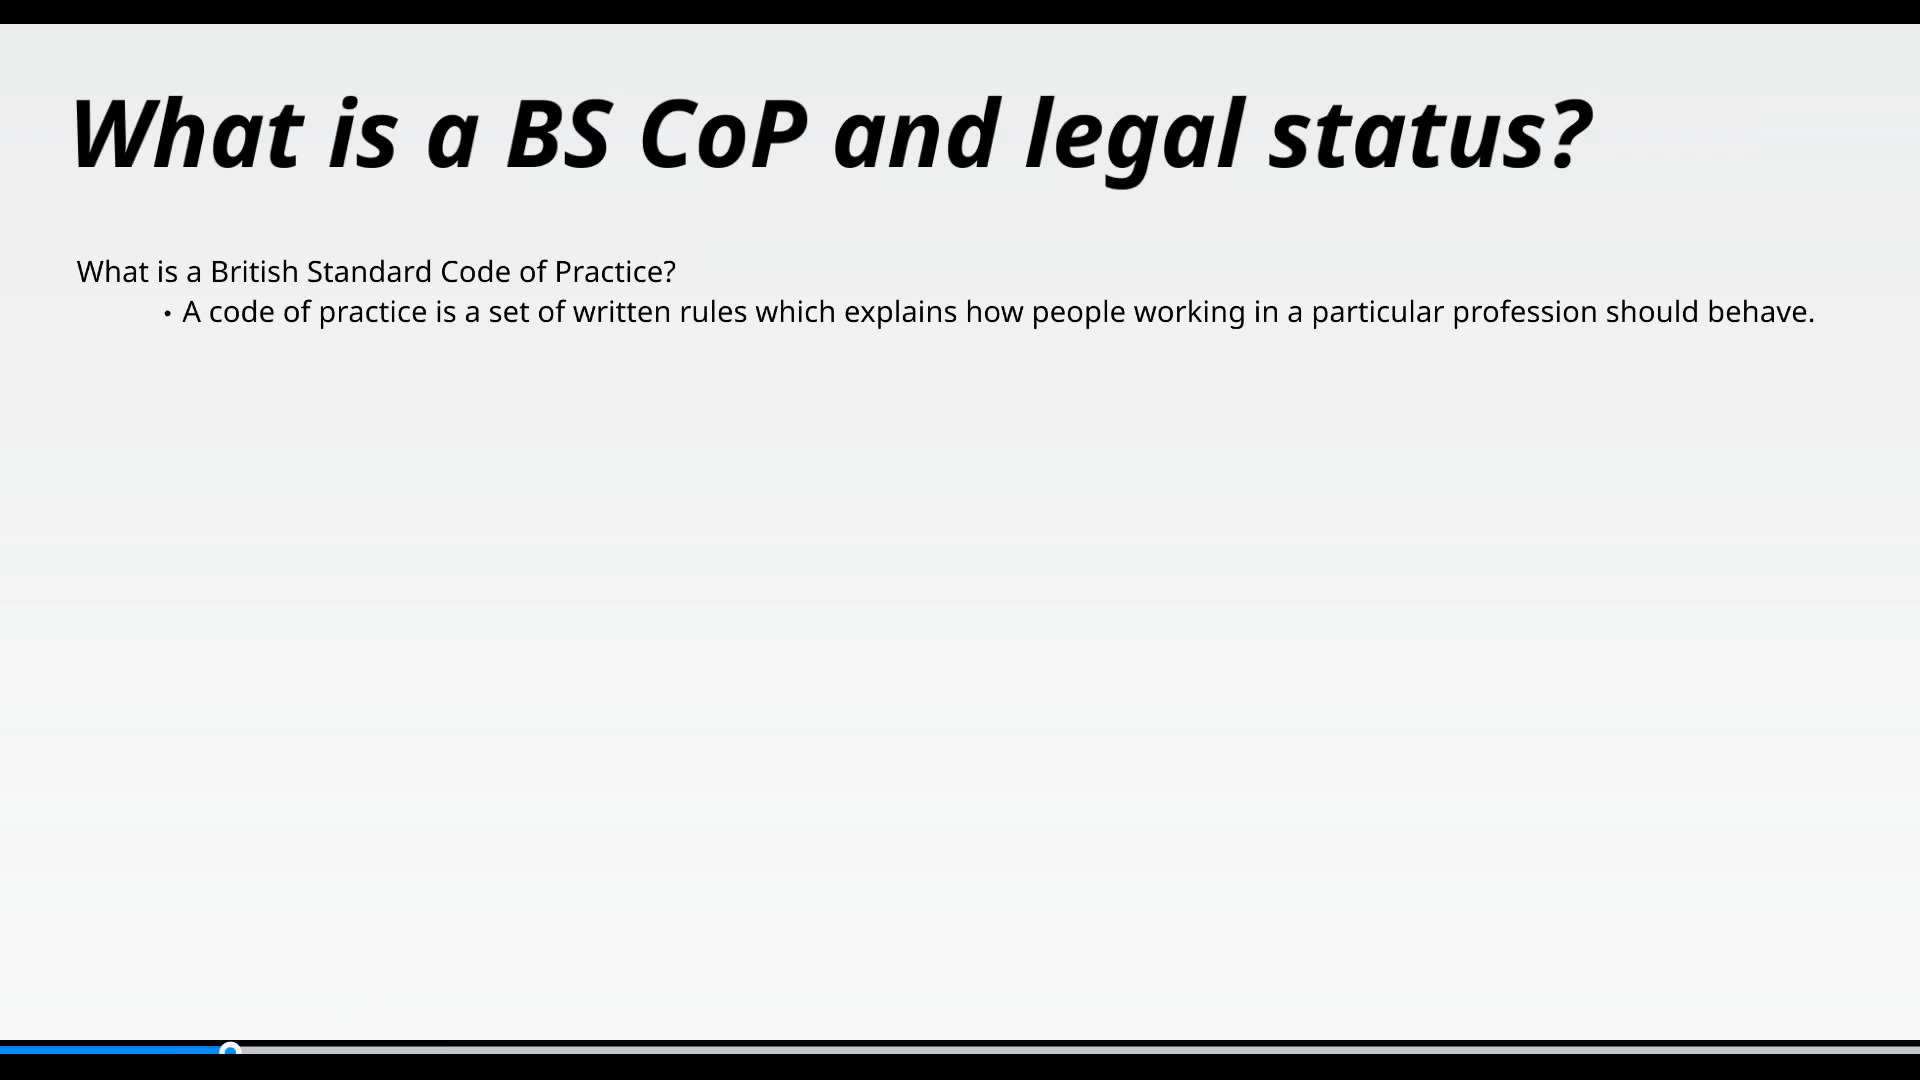 What is a BS CoP and legal status?
What is a British Standard Code of Practice?
• A code of practice is a set of written rules which explains how people working in a particular profession should behave.